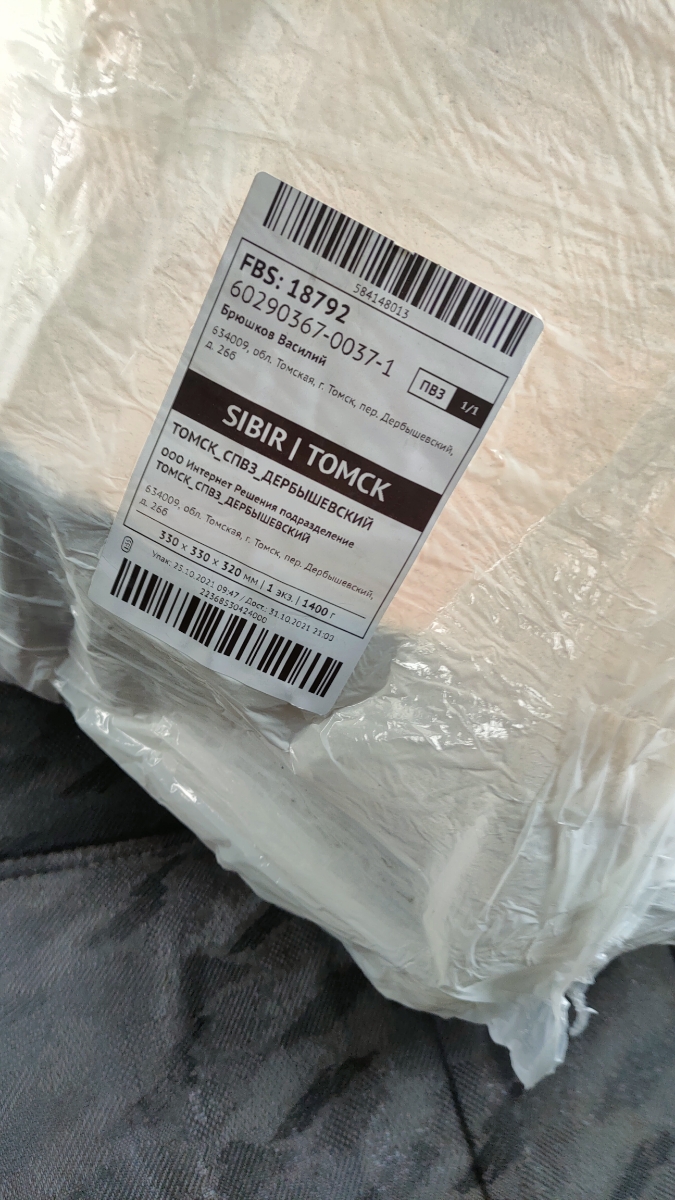 584148013
FBS: 18792
60290367-0037-1
Брюшков Василий
ПВЗ 1/1
634009, обл. Томская, г. Томск, пер. Дербышевский,
д. 26б
SIBIR | ТОМСК
ТОМСК_СПВЗ_ДЕРБЫШЕВСКИЙ
ООО Интернет Решения подразделение
ТОМСК_СПВЗ_ДЕРБЫШЕВСКИЙ
634009, обл. Томская, г. Томск, пер. Дербышевский,
д. 26б
330 x 330 x 320 мм | 1 экз. | 1400 г
Упак: 25.10.2021 09:47 / Дост.: 31.10.2021 21:00
22368530424000